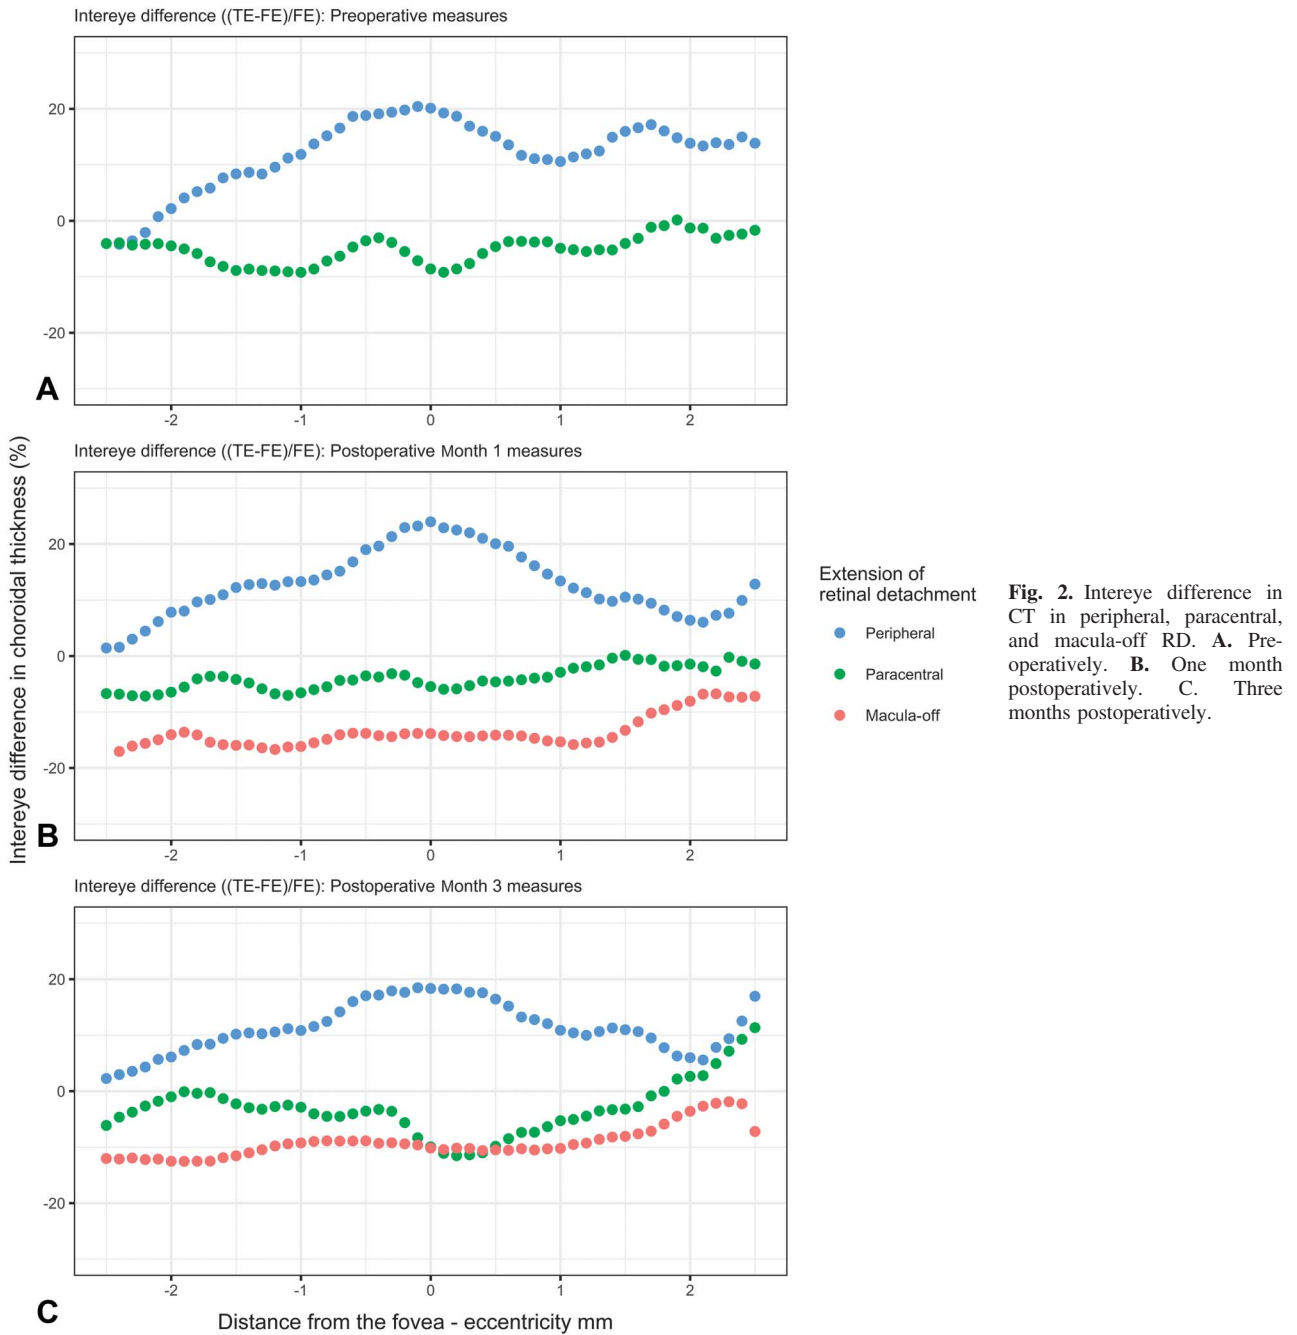 Intereye difference ((TE-FE)/FE): Preoperative measures
20
0
-20
A
-2 -1 0 1 2
Intereye difference in choroidal thickness (%)
Intereye difference ((TE-FE)/FE): Postoperative Month 1 measures
20
0
-20
B
-2 -1 0 1 2
Intereye difference ((TE-FE)/FE): Postoperative Month 3 measures
20
0
-20
C
-2 -1 0 1 2
Distance from the fovea - eccentricity mm
Extension of
retinal detachment
Peripheral
Paracentral
Macula-off
Fig. 2. Intereye difference in
CT in peripheral, paracentral,
and macula-off RD. A. Pre-
operatively. B. One month
postoperatively. C. Three
months postoperatively.